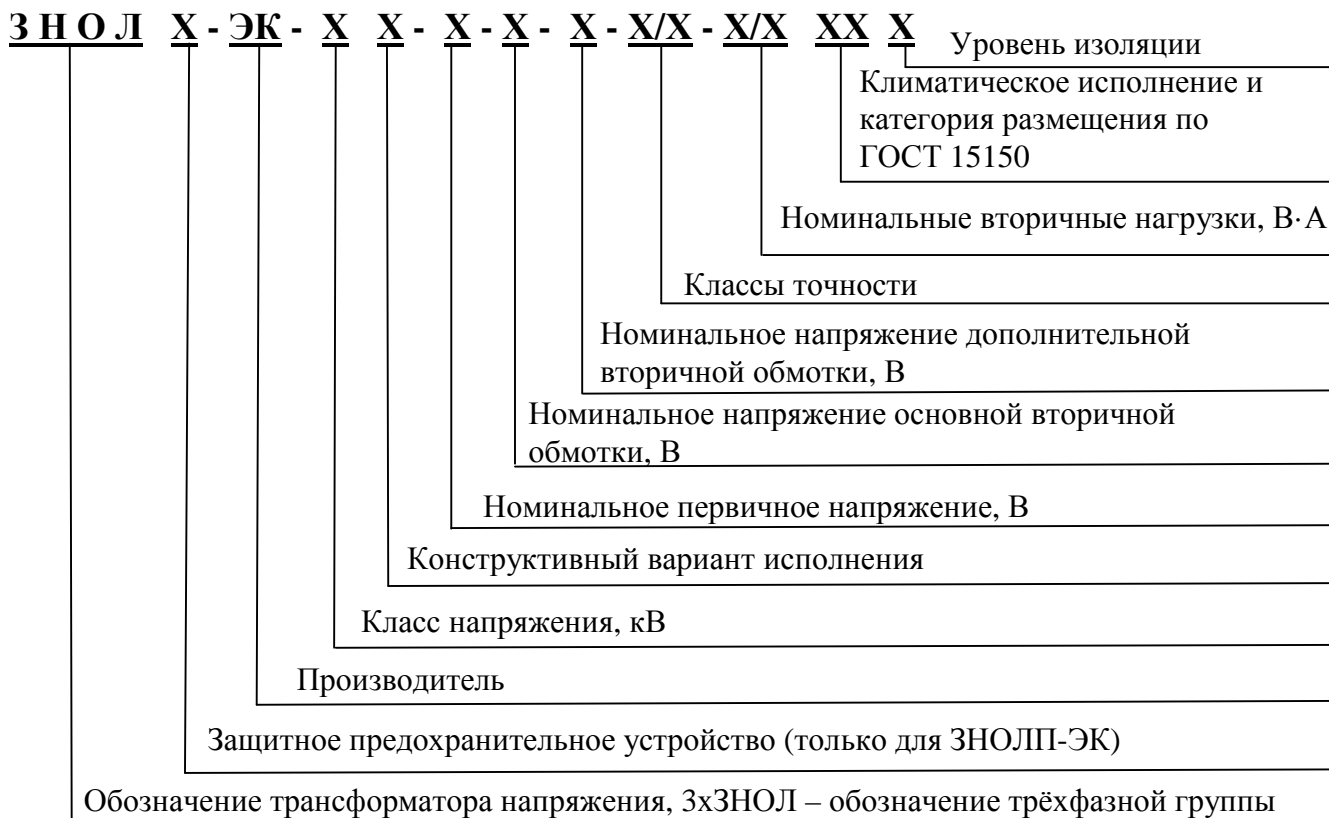 З Н О Л Х - ЭК - Х Х - Х - Х - Х - Х/Х - Х/Х ХХ Х
Уровень изоляции
Климатическое исполнение и
категория размещения по
ГОСТ 15150
Номинальные вторичные нагрузки, В·А
Классы точности
Номинальное напряжение дополнительной
вторичной обмотки, В
Номинальное напряжение основной вторичной
обмотки, В
Номинальное первичное напряжение, В
Конструктивный вариант исполнения
Класс напряжения, кВ
Производитель
Защитное предохранительное устройство (только для ЗНОЛП-ЭК)
Обозначение трансформатора напряжения, 3хЗНОЛ – обозначение трёхфазной группы